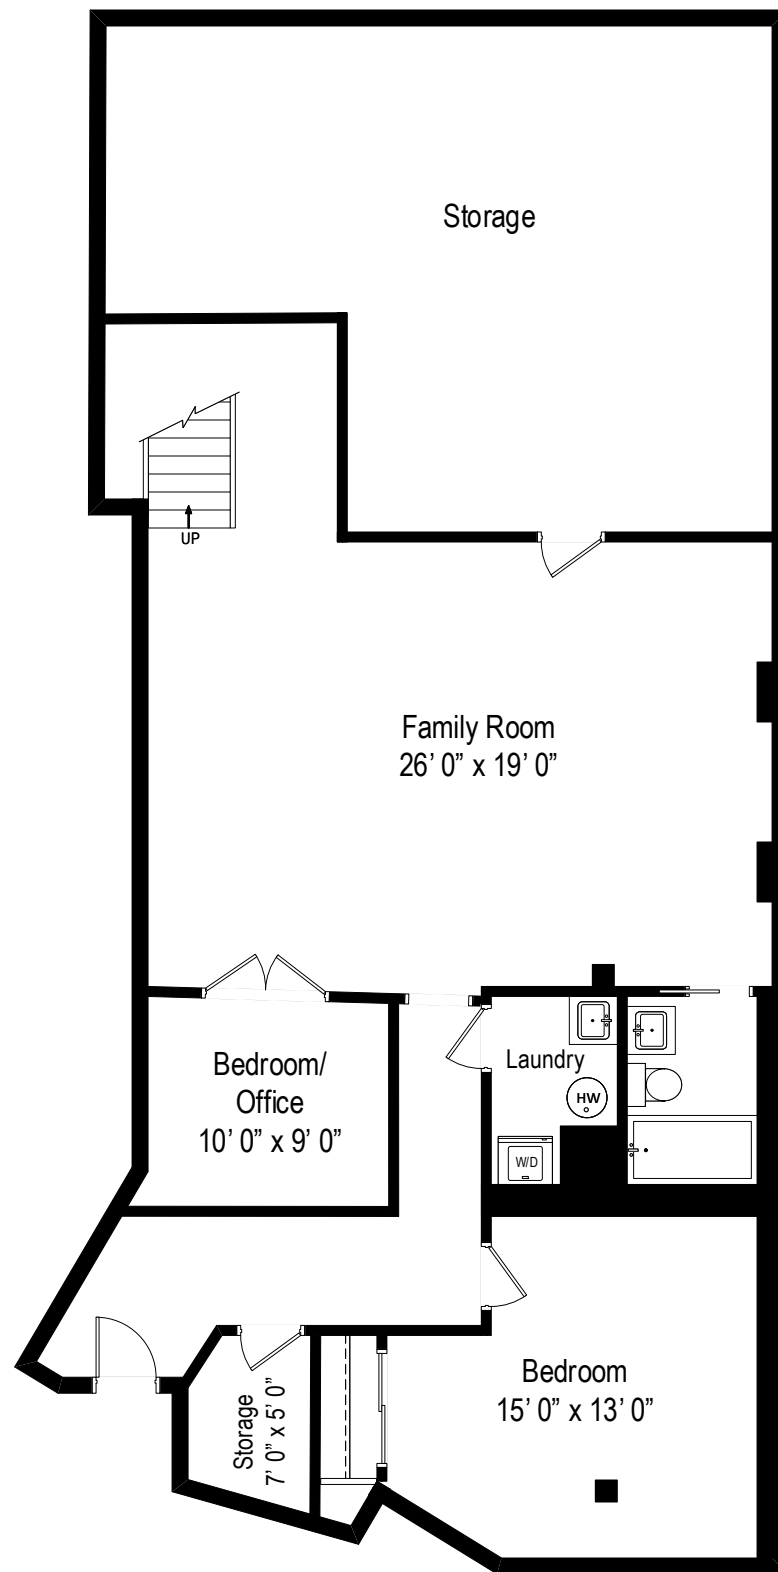 Storage
UP
Family Room
26’ 0” x 19’ 0”
Bedroom/
Office
10’ 0” x 9’ 0”
Laundry
HW
W/D
Bedroom
15’ 0” x 13’ 0”
Storage
7’ 0” x 5’ 0”